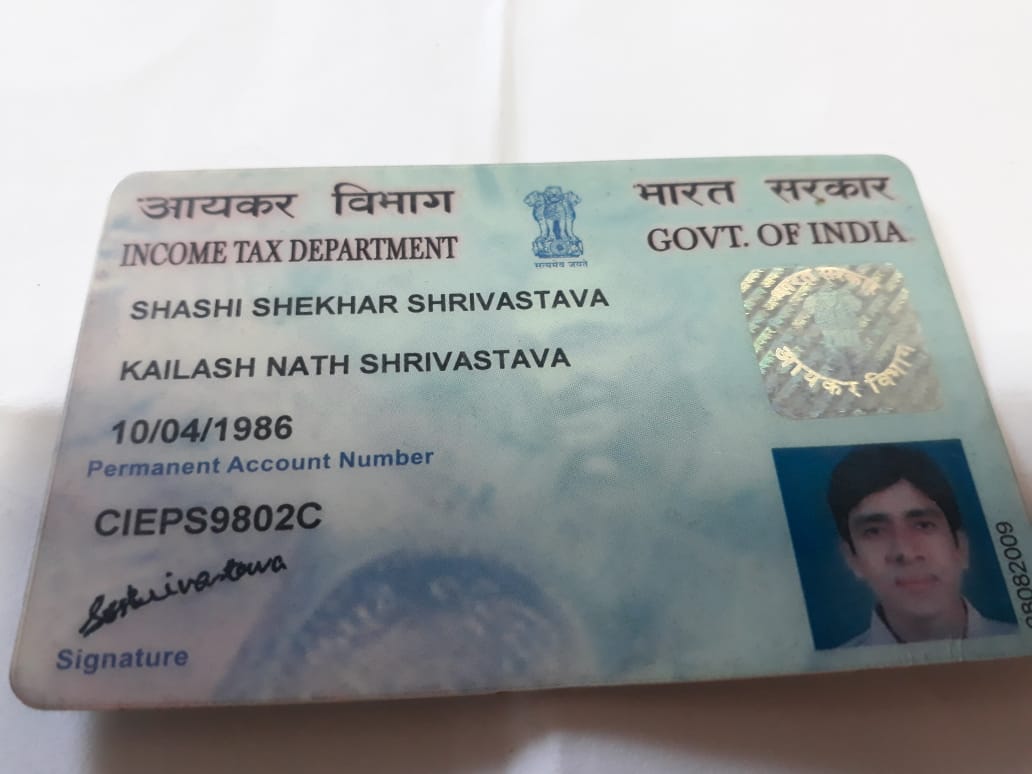 आयकर विभाग
INCOME TAX DEPARTMENT
सत्यमेव जयते
भारत सरकार
GOVT. OF INDIA
SHASHI SHEKHAR SHRIVASTAVA
KAILASH NATH SHRIVASTAVA
10/04/1986
Permanent Account Number
CIEPS9802C
Signature
आयकर विभाग